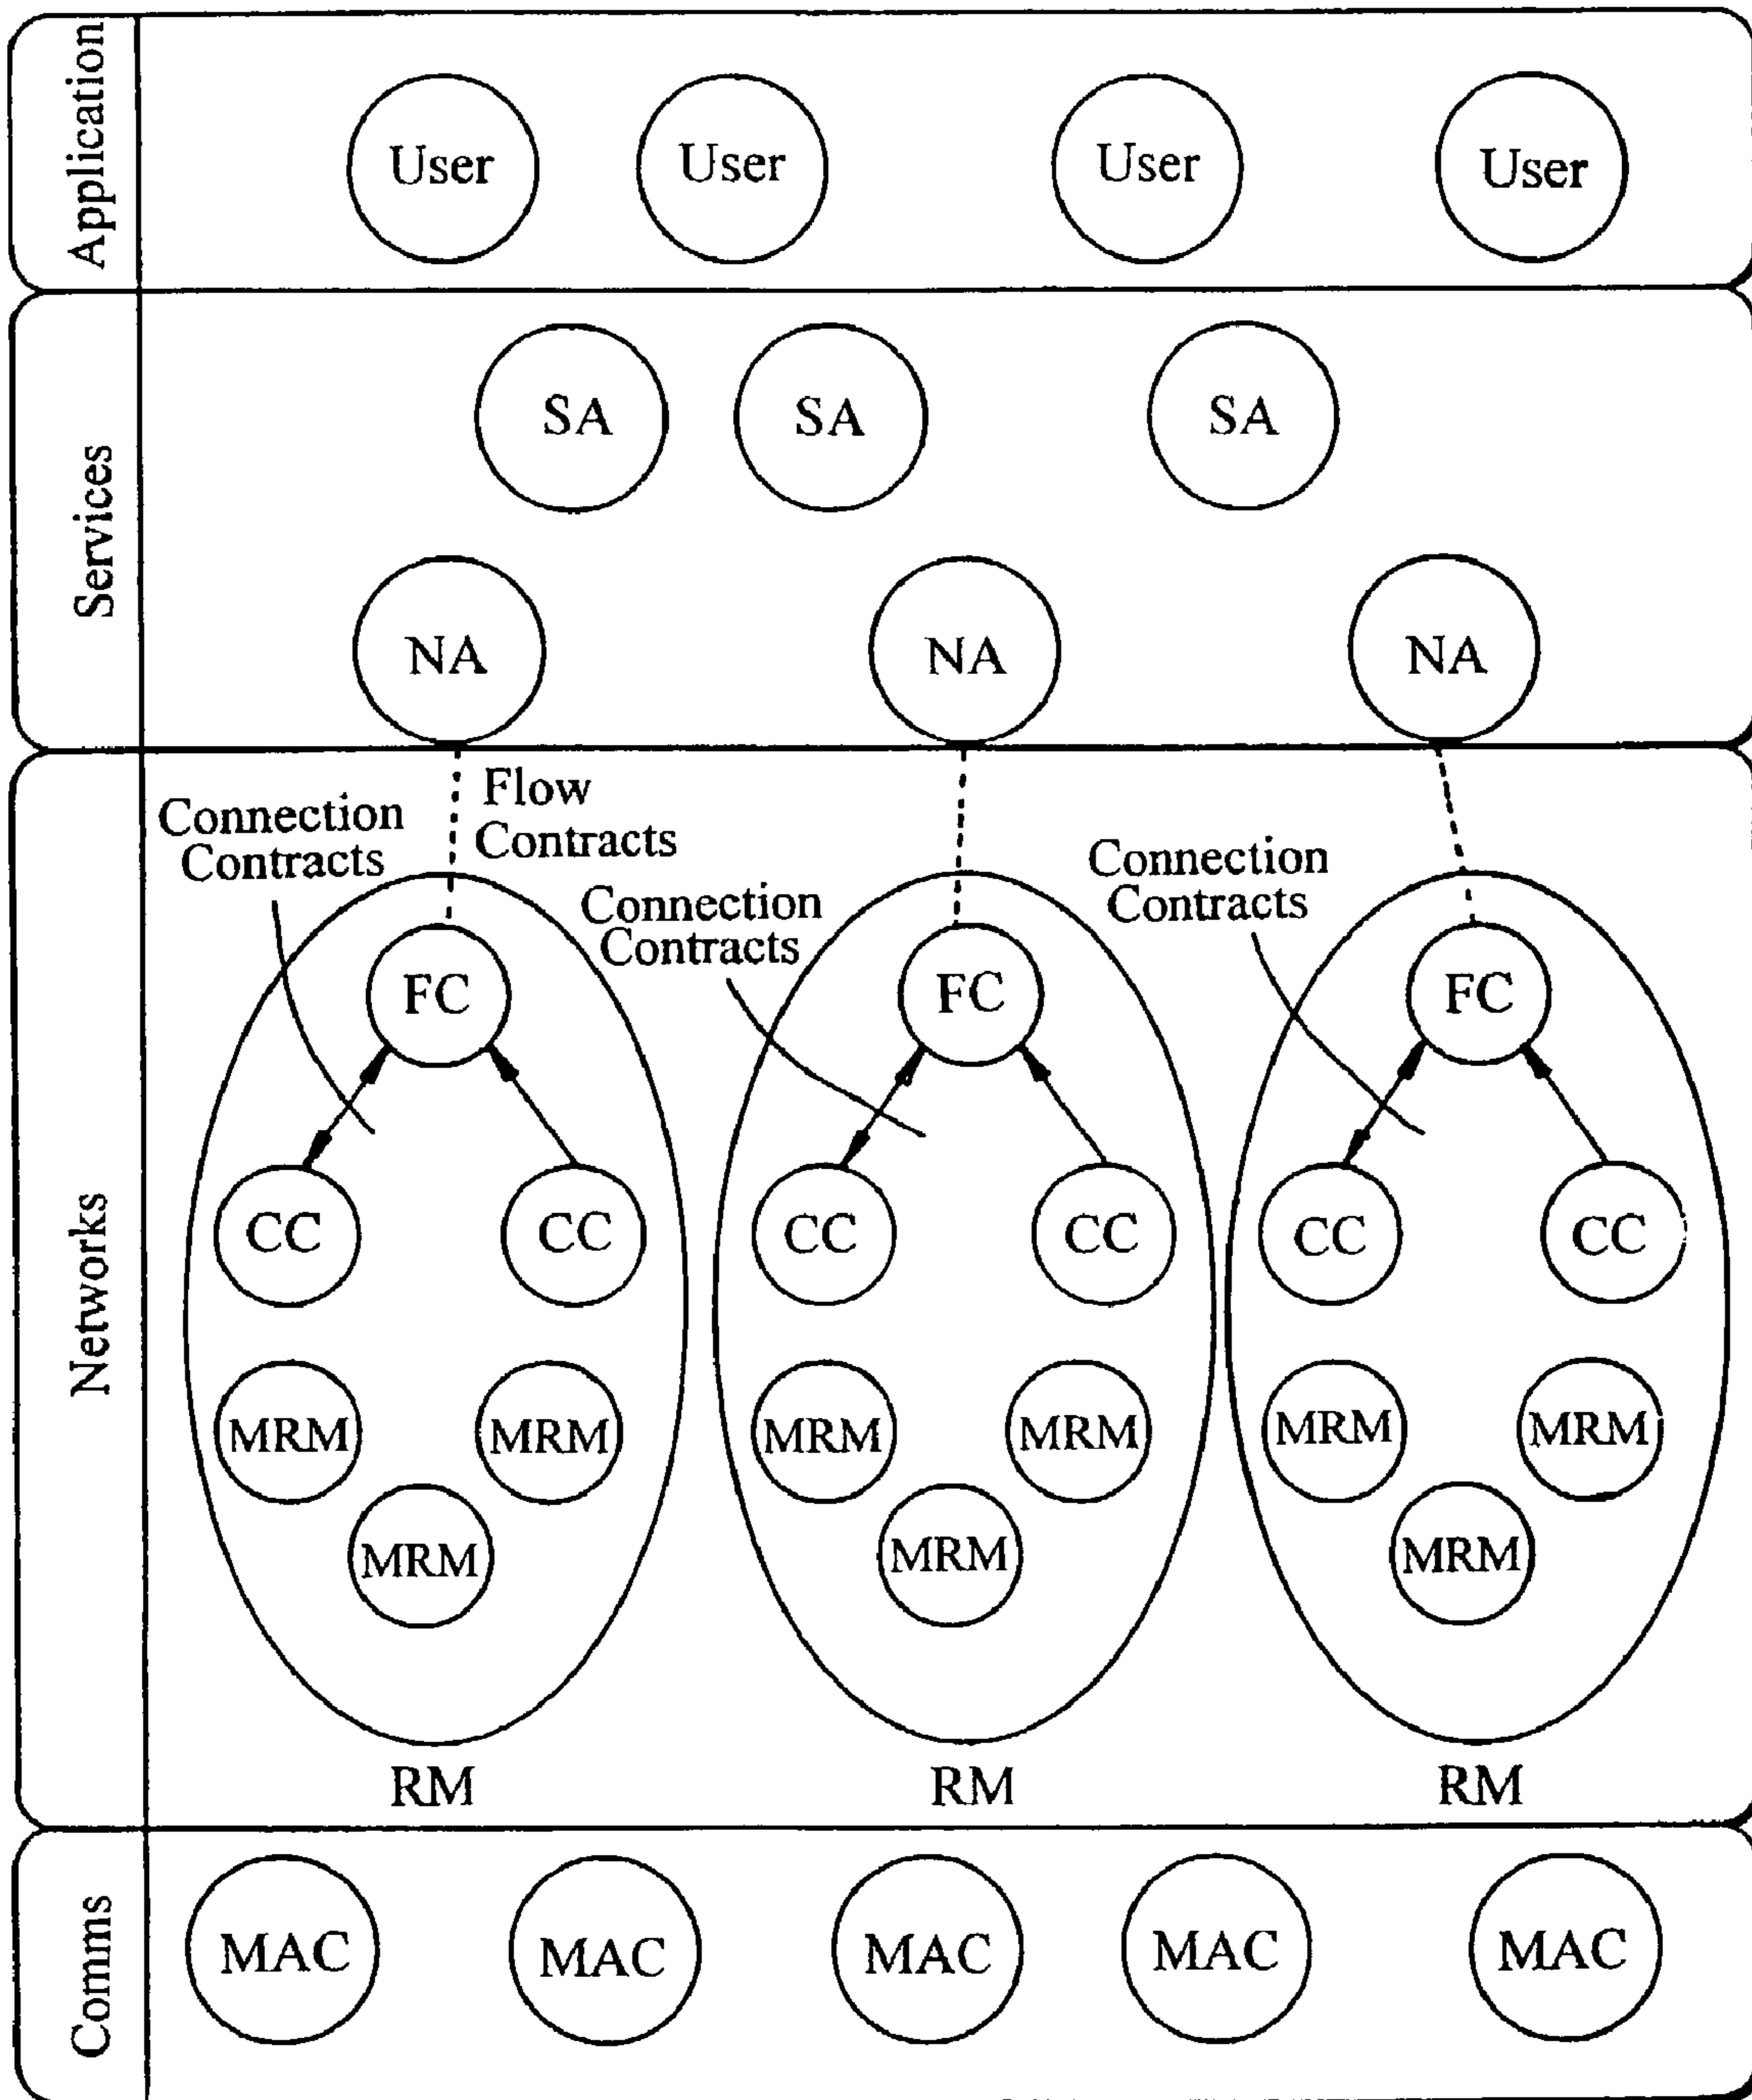 Application
User
User
User
User
Services
SA
SA
SA
NA
NA
NA
Networks
Flow
Contracts
Connection
Contracts
Connection
Contracts
Connection
Contracts
FC
FC
FC
CC
CC
CC
CC
CC
CC
MRM
MRM
MRM
MRM
MRM
MRM
MRM
MRM
MRM
RM
RM
RM
Comms
MAC
MAC
MAC
MAC
MAC